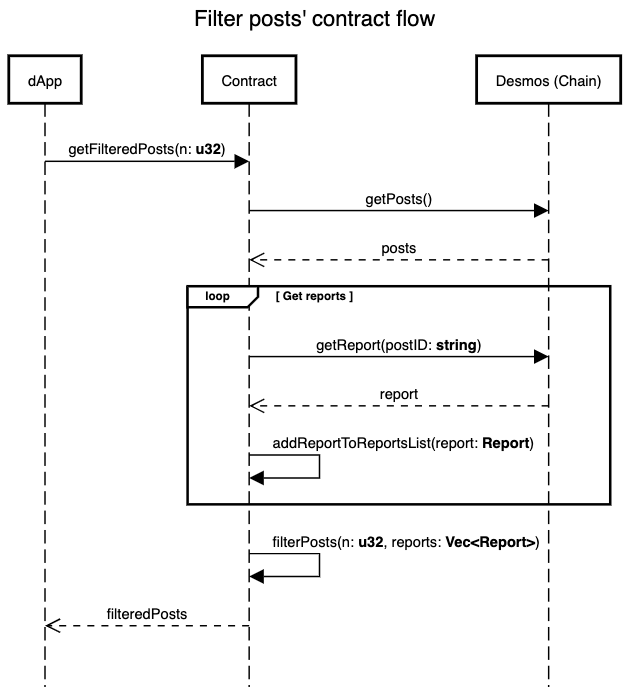 Filter posts' contract flow
dApp
Contract
Desmos (Chain)
getFilteredPosts(n: u32)
getPosts()
posts
loop
[ Get reports ]
getReport(postID: string)
report
addReportToReportsList(report: Report)
filterPosts(n: u32, reports: Vec<Report>)
filteredPosts